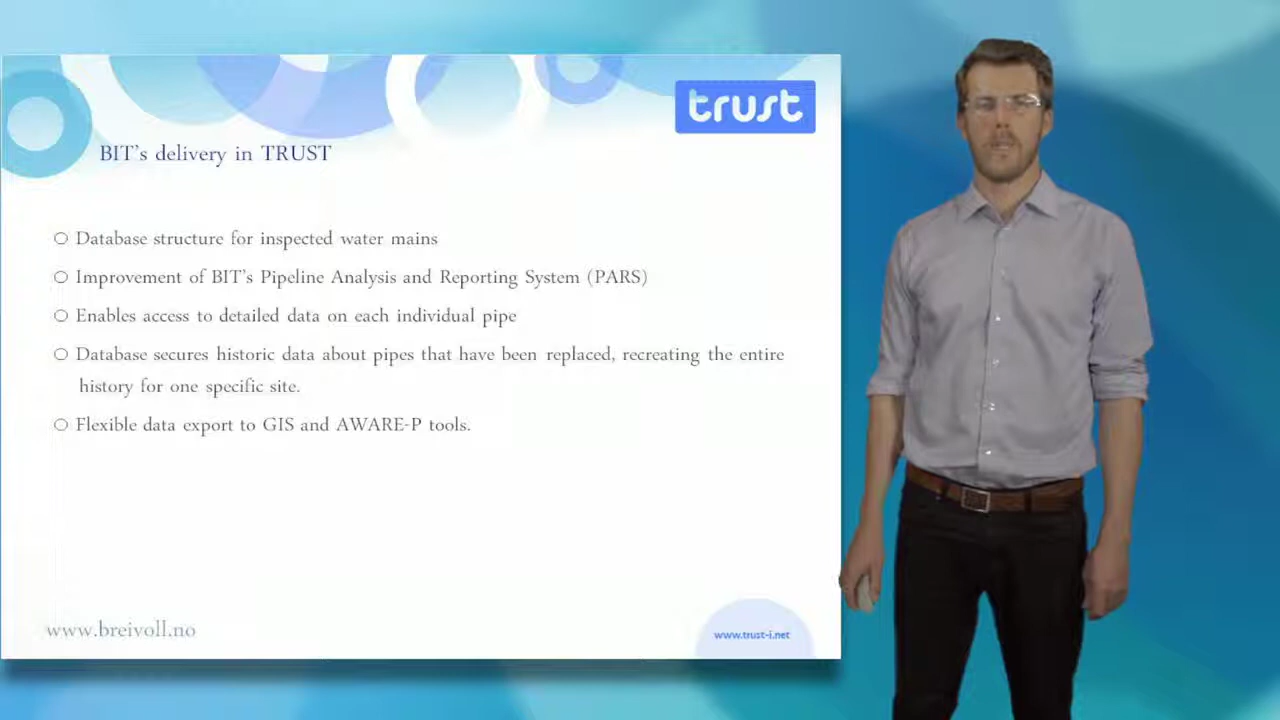 trust
BIT's delivery in TRUST
Database structure for inspected water mains
Improvement of BIT's Pipeline Analysis and Reporting System (PARS)
Enables access to detailed data on each individual pipe
Database secures historic data about pipes that have been replaced, recreating the entire
history for one specific site.
Flexible data export to GIS and AWARE-P tools.
www.breivoll.no
www.trust-i.net